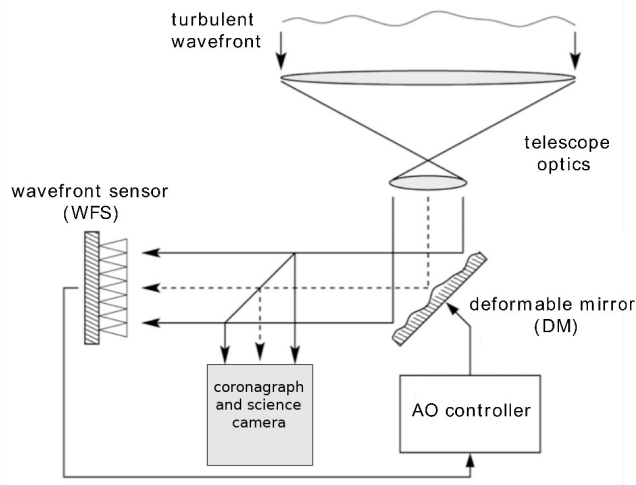 turbulent
wavefront
telescope
optics
wavefront sensor
(WFS)
deformable mirror
(DM)
coronagraph
and science
camera
AO controller